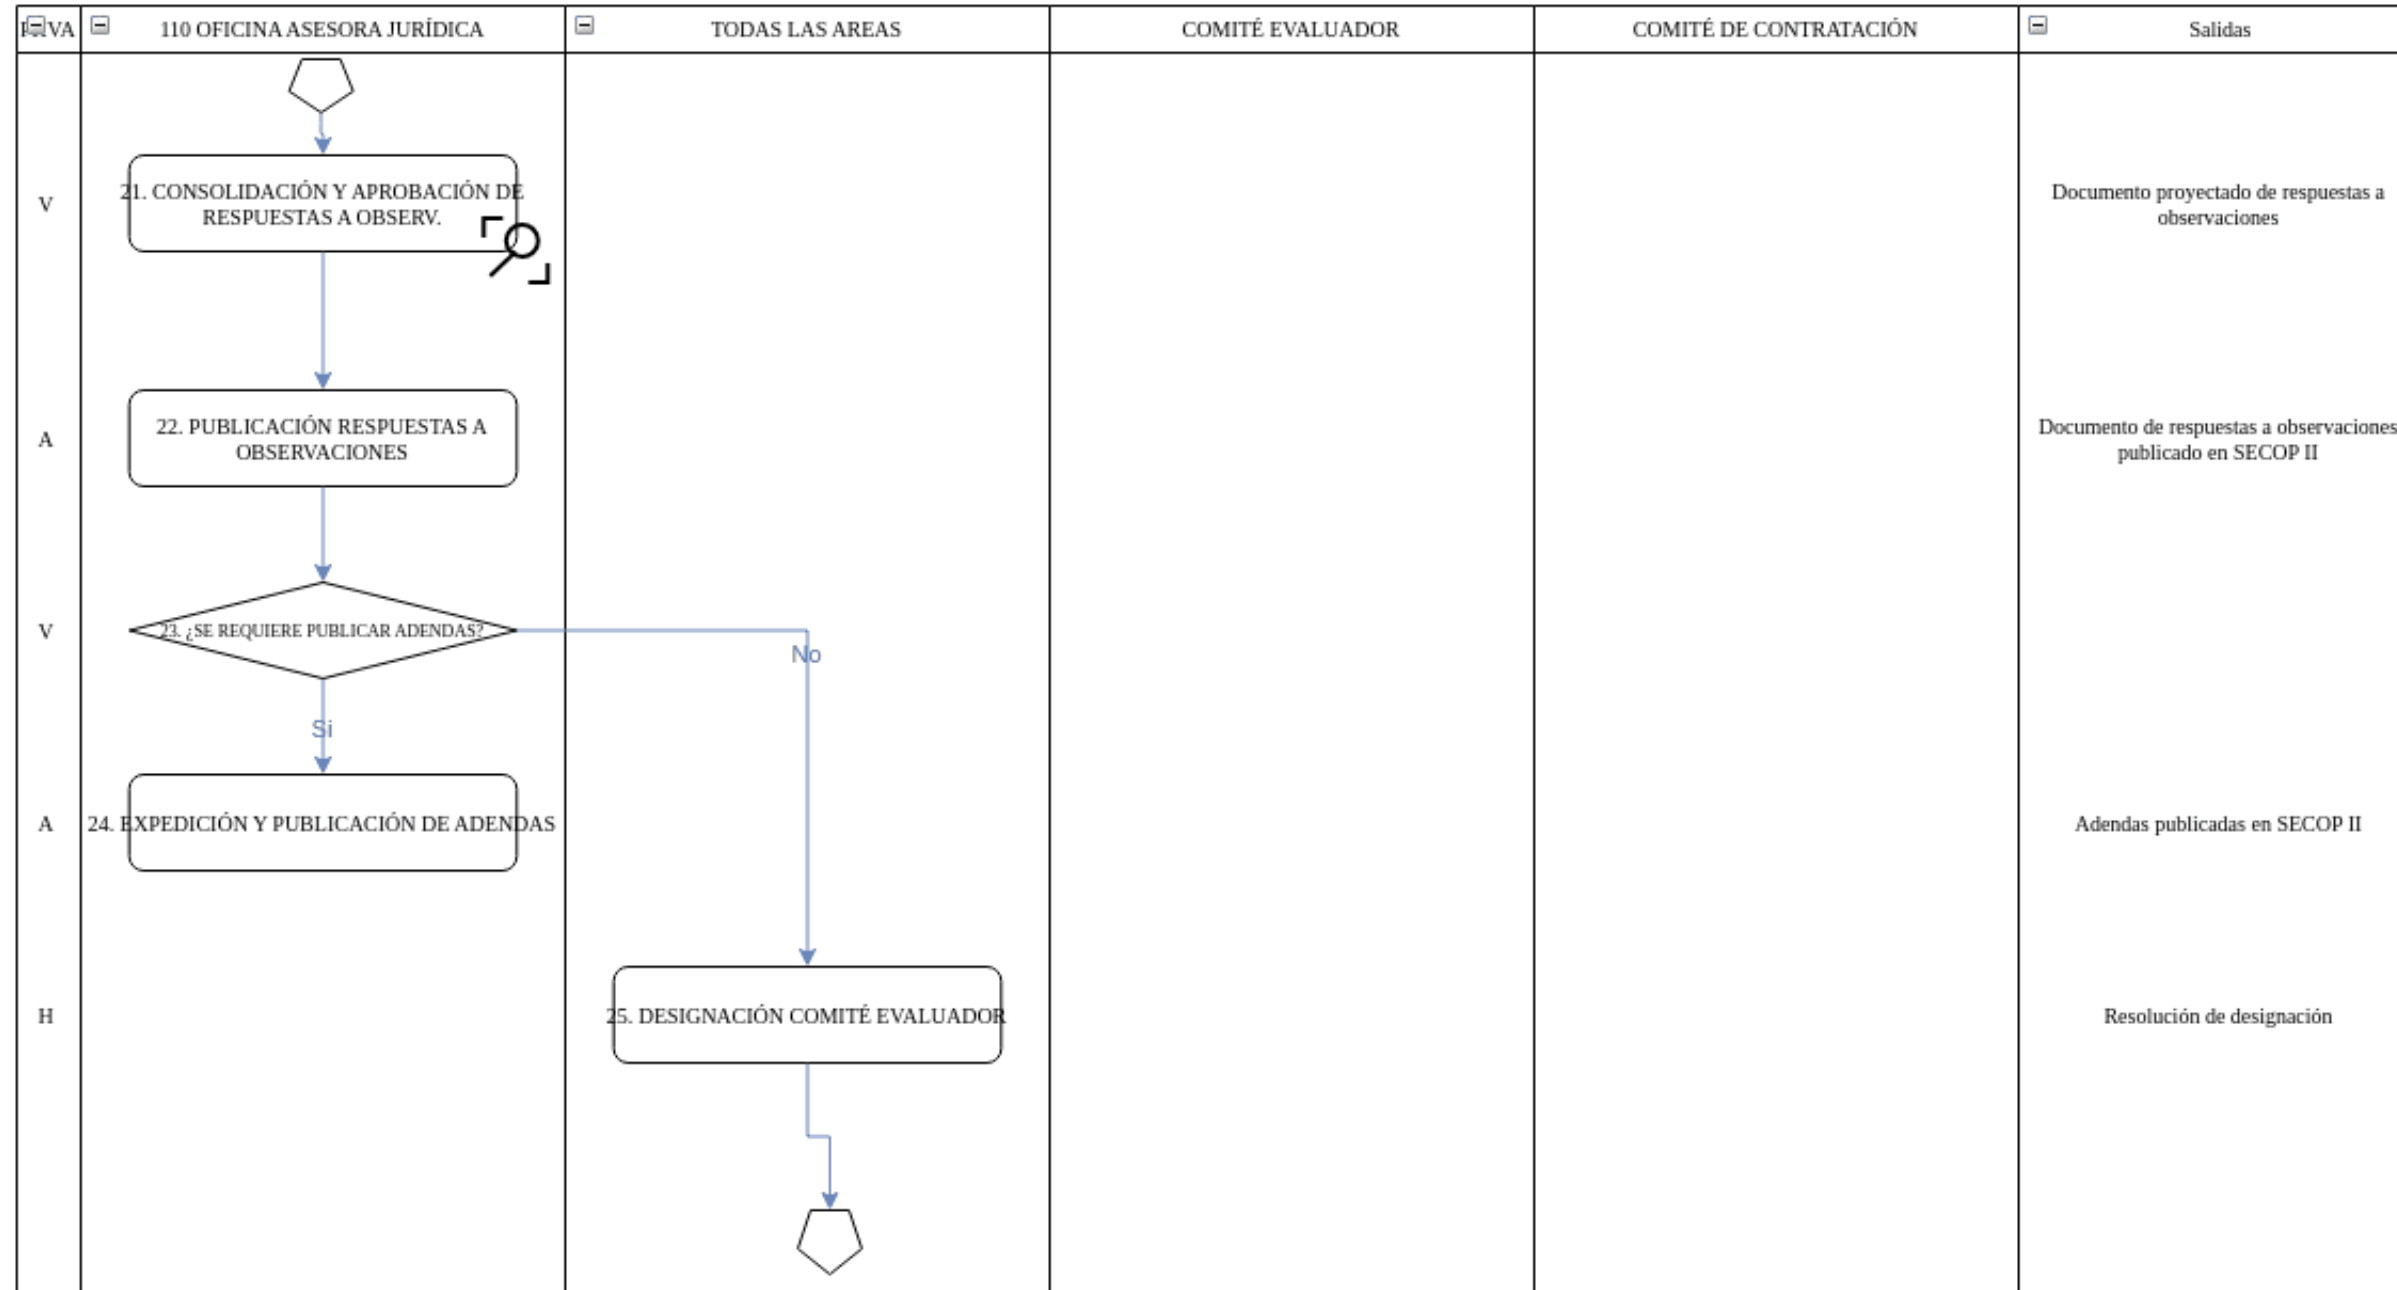 110 OFICINA ASESORA JURÍDICA
TODAS LAS AREAS
COMITÉ EVALUADOR
COMITÉ DE CONTRATACIÓN
Salidas
V
21. CONSOLIDACIÓN Y APROBACIÓN DE
RESPUESTAS A OBSERV.
Documento proyectado de respuestas a
observaciones
A
22. PUBLICACIÓN RESPUESTAS A
OBSERVACIONES
Documento de respuestas a observaciones
publicado en SECOP II
V
23. ¿SE REQUIERE PUBLICAR ADENDAS?
No
Si
A
24. EXPEDICIÓN Y PUBLICACIÓN DE ADENDAS
Adendas publicadas en SECOP II
H
25. DESIGNACIÓN COMITÉ EVALUADOR
Resolución de designación